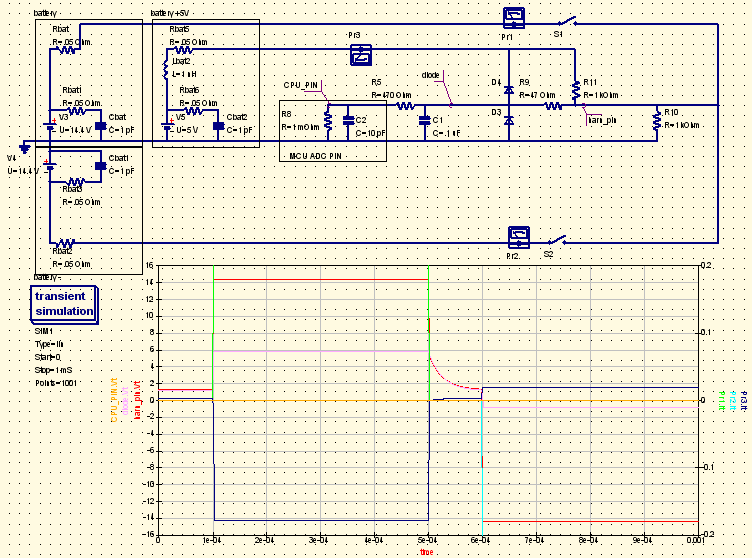 battery
battery +5V
Rbat
R=.05 Ohm.
Rbat5
R=.05 Ohm.
Lbat2
L=1 nH
Pr3
Pr1
S1
Rbat1
R=.05 Ohm.
Cbat
C=1 pF
V3
U=14.4 V
Rbat6
R=.05 Ohm.
Cbat2
C=1 pF
V5
U=5 V
CPU_PIN
R5
R=470 Ohm
diode
D4
D3
R9
R=47 Ohm
R11
R=1 kOhm
harn_pin
R10
R=1 kOhm
R8
R=1 mOhm
C2
C=10 pF
C1
MCU ADC PIN
V4
U=14.4 V
Cbat1
C=1 pF
Rbat3
R=.05 Ohm
Rbat2
R=.05 Ohm
battery-
Pr2
S2
transient
simulation
SIM1
Type=lin
Start=0
Stop=1 mS
Points=1001
16
14
12
10
8
6
4
2
0
-2
-4
-6
-8
-10
-12
-14
-16
0.2
0.1
0
-0.1
-0.2
0
1e-04
2e-04
3e-04
4e-04
5e-04
6e-04
7e-04
8e-04
9e-04
0.001
time
CPU_PIN.Vt
diode.Vt
harn_pin.Vt
Pr1.It
Pr2.It
Pr3.It